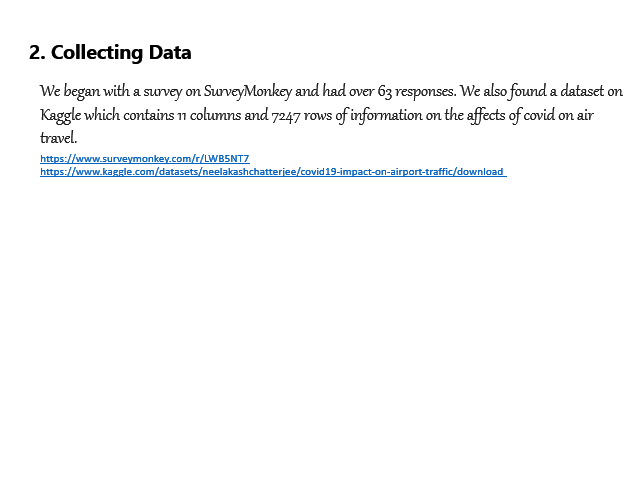 2. Collecting Data
We began with a survey on SurveyMonkey and had over 63 responses. We also found a dataset on
Kaggle which contains 11 columns and 7247 rows of information on the affects of covid on air
travel.
https://www.surveymonkey.com/r/LWB5NT7
https://www.kaggle.com/datasets/neelakashchatterjee/covid19-impact-on-airport-traffic/download